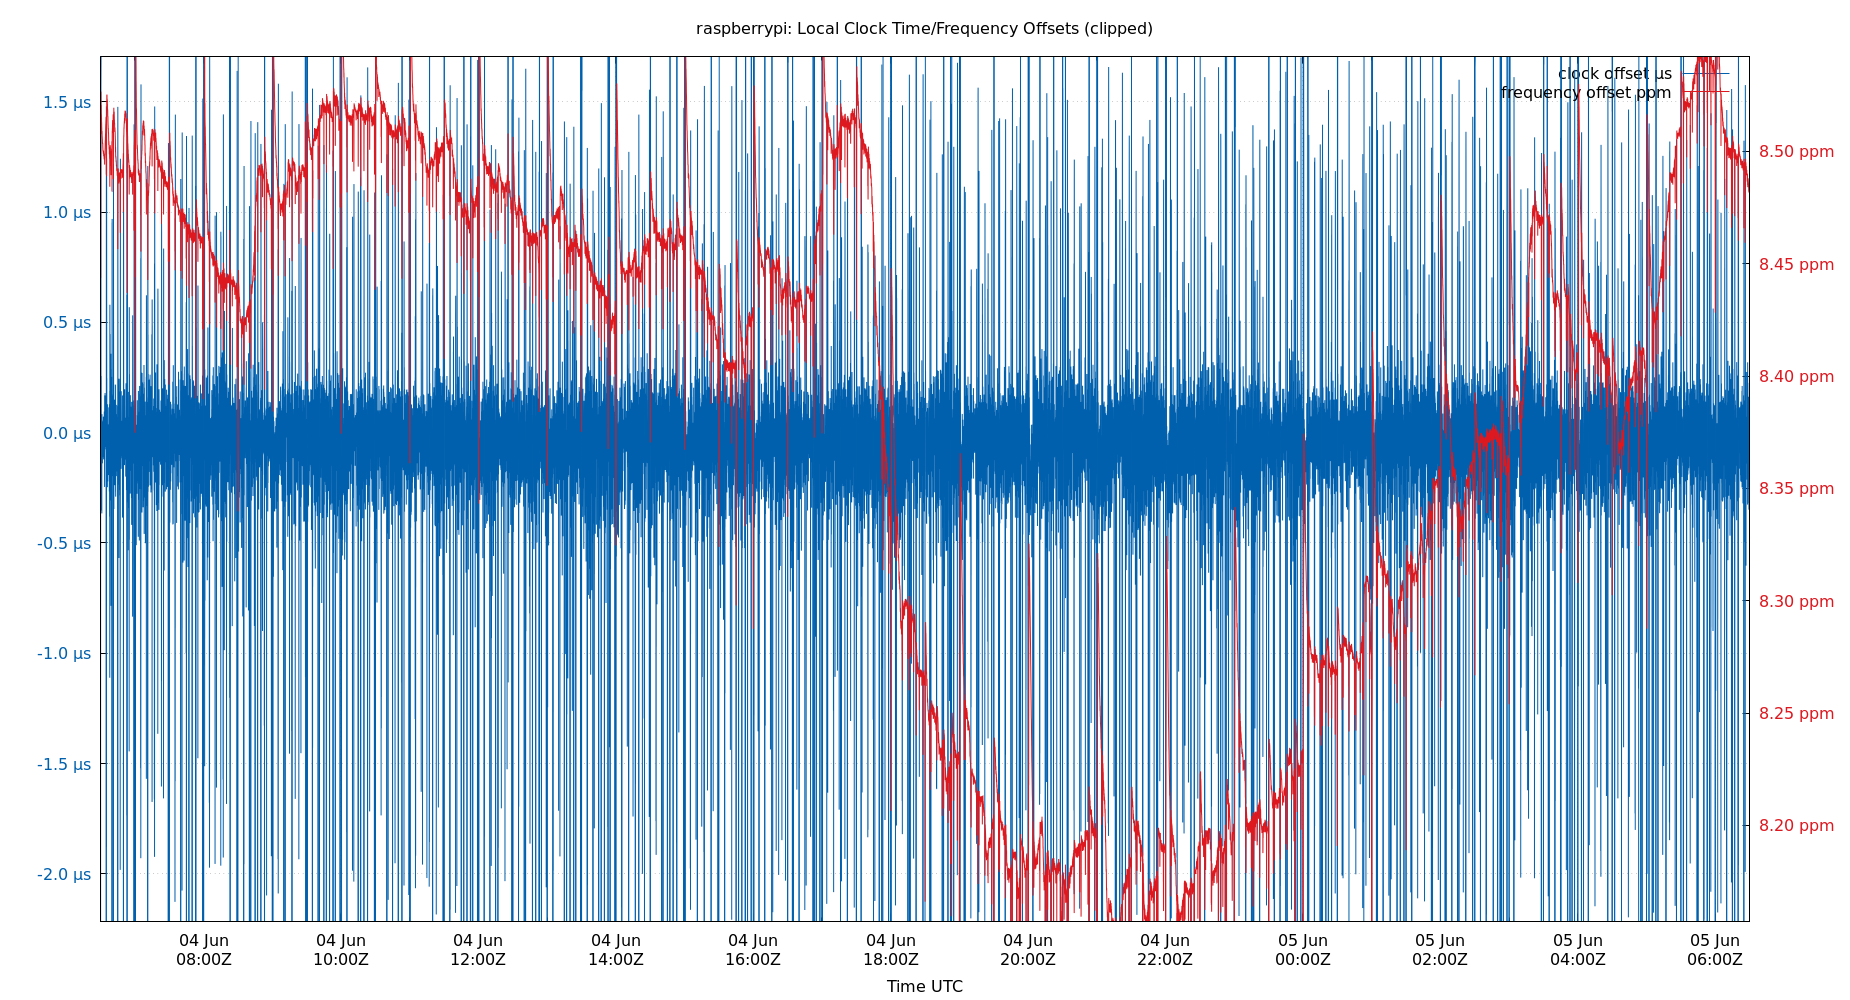 raspberrypi: Local Clock Time/Frequency Offsets (clipped)
clock offset µs
frequency offset ppm
1.5 µs
1.0 µs
0.5 µs
0.0 µs
-0.5 µs
-1.0 µs
-1.5 µs
-2.0 µs
8.50 ppm
8.45 ppm
8.40 ppm
8.35 ppm
8.30 ppm
8.25 ppm
8.20 ppm
04 Jun 04 Jun 04 Jun 04 Jun 04 Jun 04 Jun 04 Jun 04 Jun 05 Jun 05 Jun 05 Jun 05 Jun
08:00Z 10:00Z 12:00Z 14:00Z 16:00Z 18:00Z 20:00Z 22:00Z 00:00Z 02:00Z 04:00Z 06:00Z
Time UTC